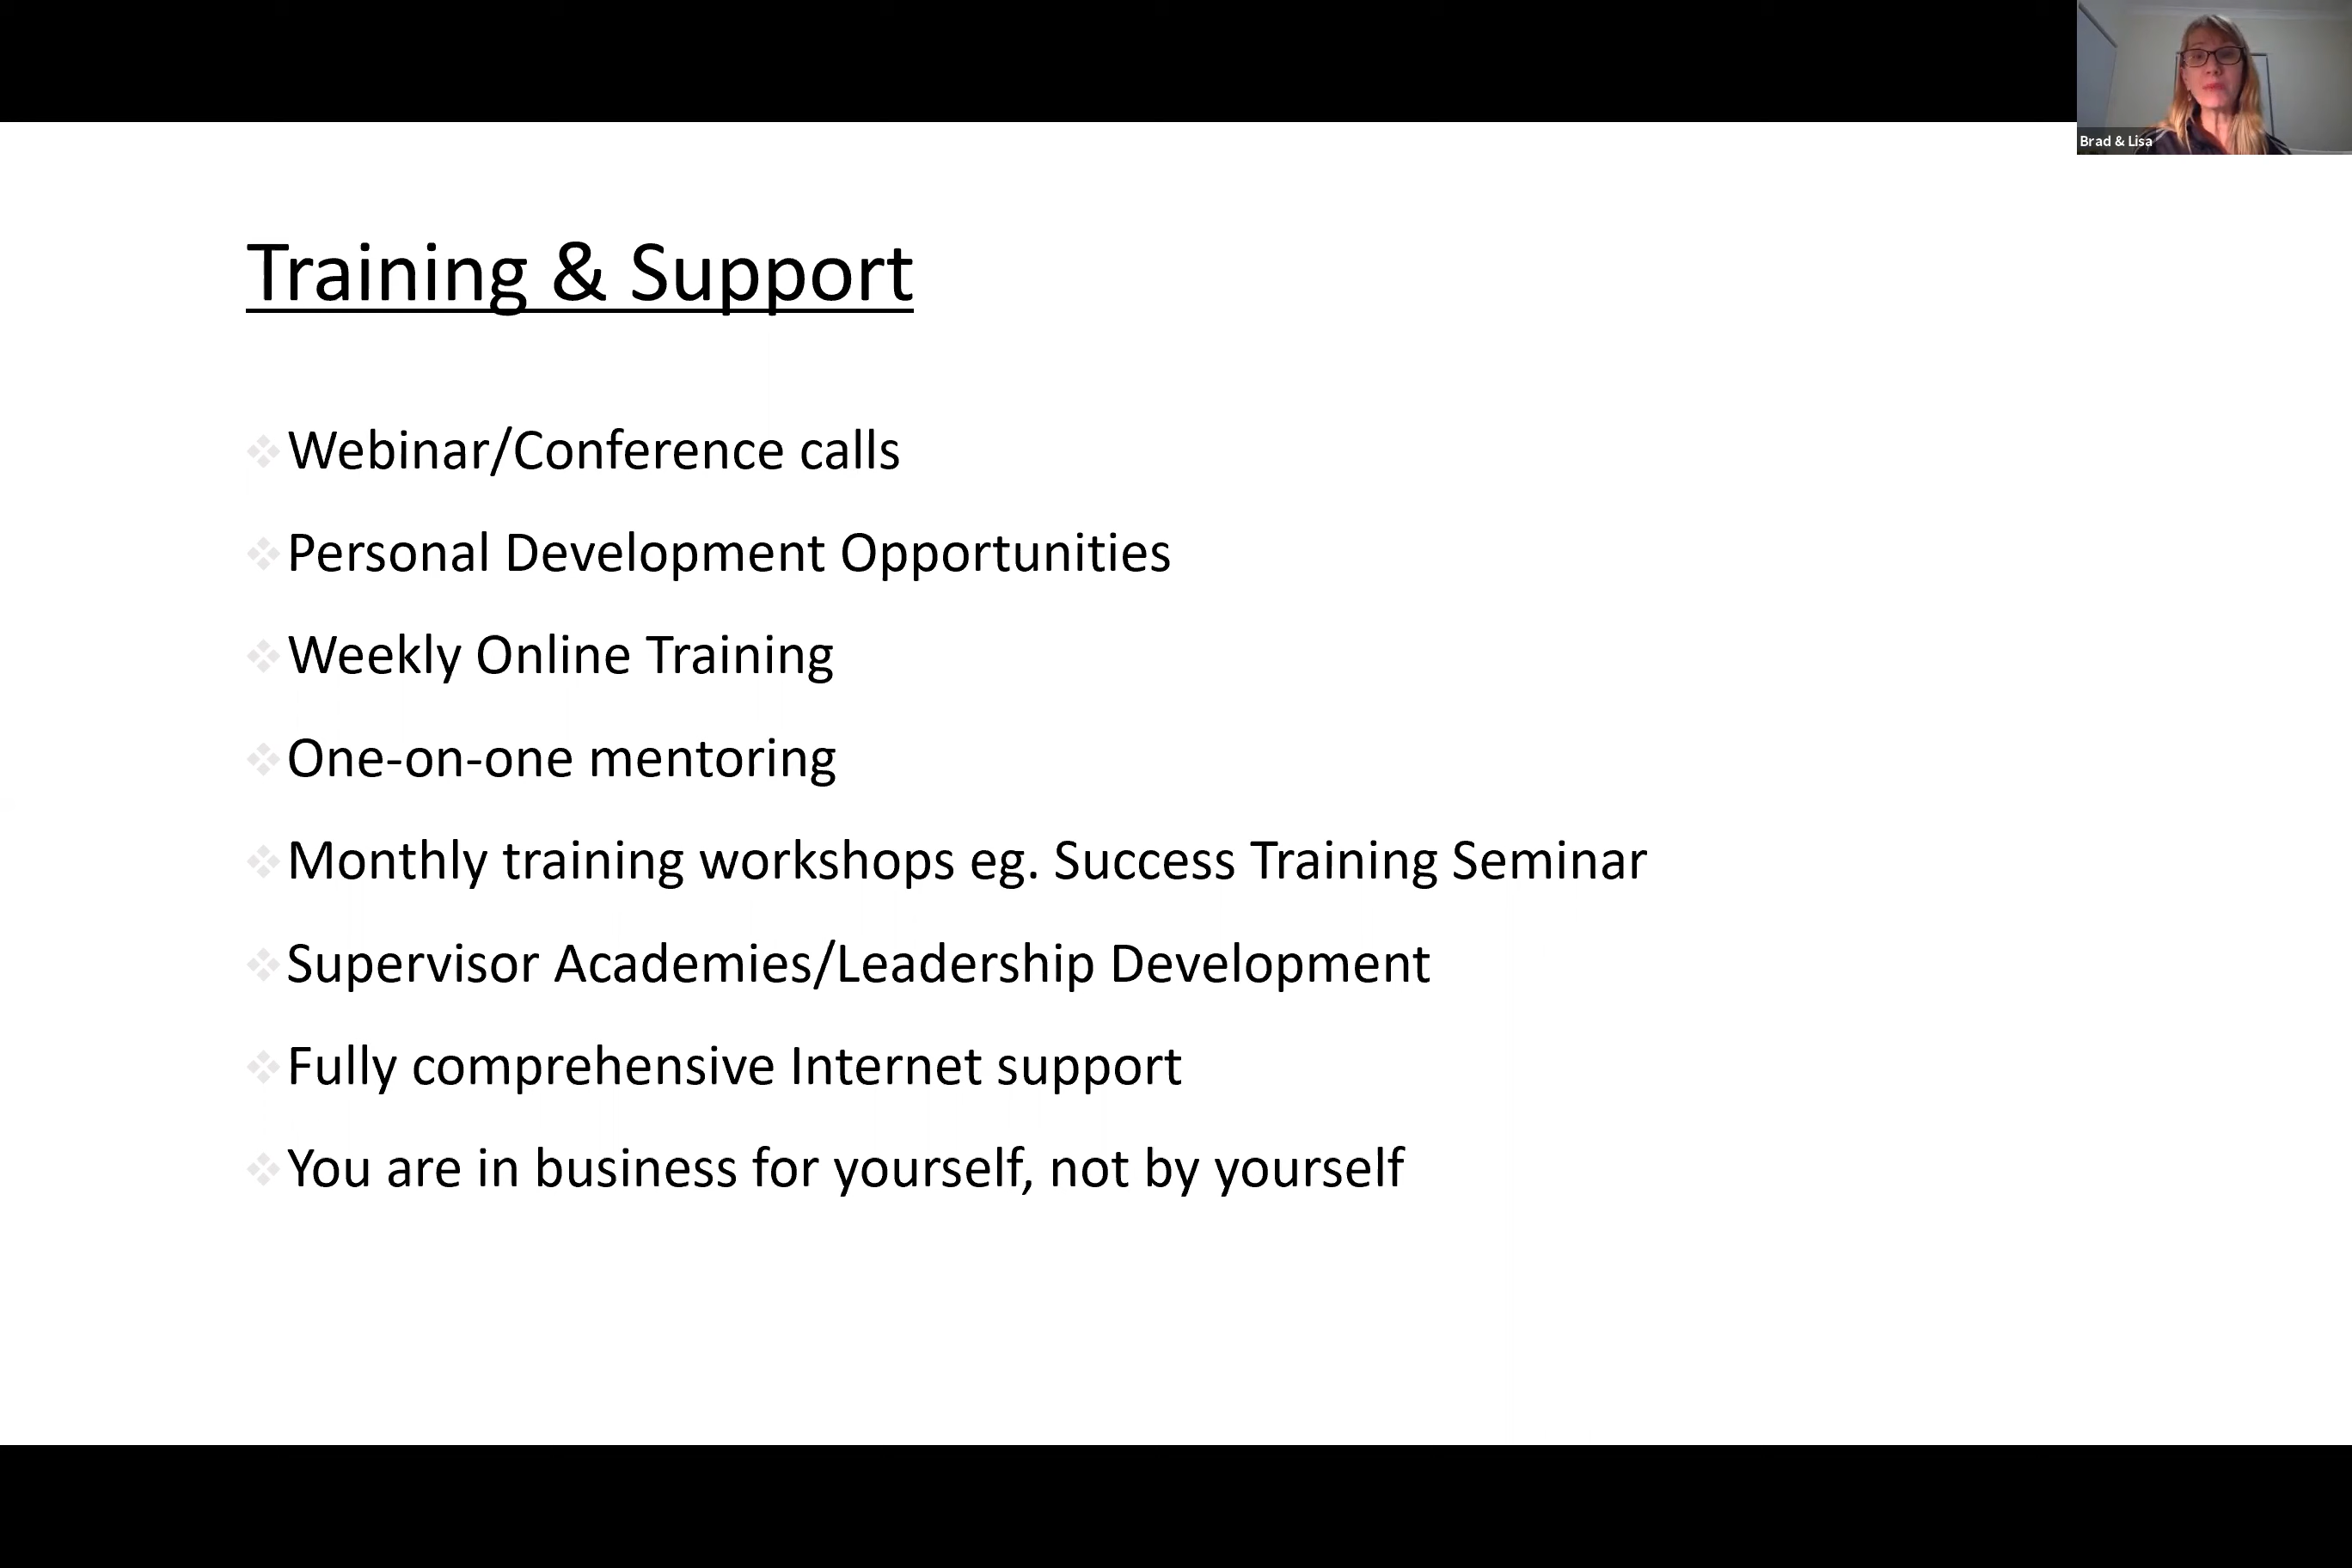 Brad & Lisa
Training & Support
Webinar/Conference calls
Personal Development Opportunities
Weekly Online Training
One-on-one mentoring
Monthly training workshops eg. Success Training Seminar
Supervisor Academies/Leadership Development
Fully comprehensive Internet support
You are in business for yourself, not by yourself